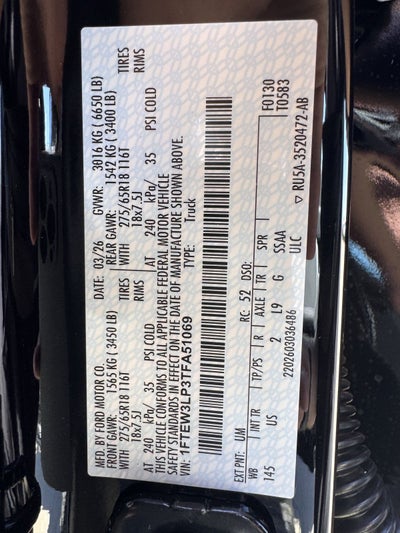 MFD. BY FORD MOTOR CO.
DATE: 03/26 GVWR: 3016 KG ( 6650 LB)
FRONT GAWR: 1565 KG ( 3450 LB) REAR GAWR: 1542 KG ( 3400 LB)
WITH 275/65R18 116T TIRES WITH 275/65R18 116T TIRES
18x7.5J RIMS 18x7.5J RIMS
AT 240 kPa/ 35 PSI COLD AT 240 kPa/ 35 PSI COLD
THIS VEHICLE CONFORMS TO ALL APPLICABLE FEDERAL MOTOR VEHICLE
SAFETY STANDARDS IN EFFECT ON THE DATE OF MANUFACTURE SHOWN ABOVE.
VIN: 1FTEW3LP3TFA51069 TYPE: Truck
F0130
T0583
EXT PNT: UM RC: 52 DSO:
WB INT TR TP/PS R AXLE TR SPR
145 US 2 L9 G S5AA
2202603036486 ULC
▽ RU5A-3520472-AB